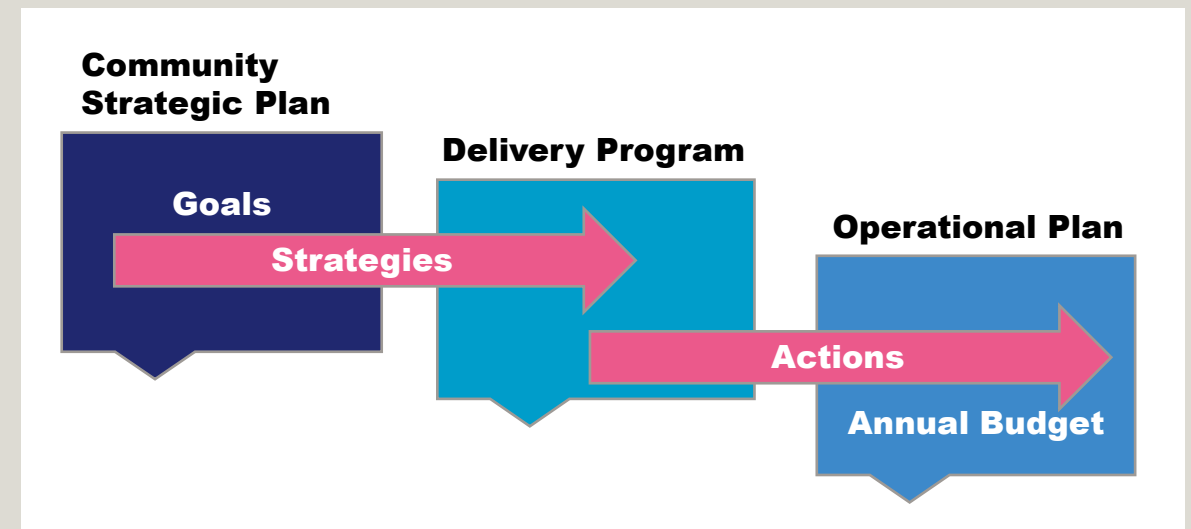 Community
Strategic Plan
Goals
Strategies
Delivery Program
Actions
Operational Plan
Annual Budget